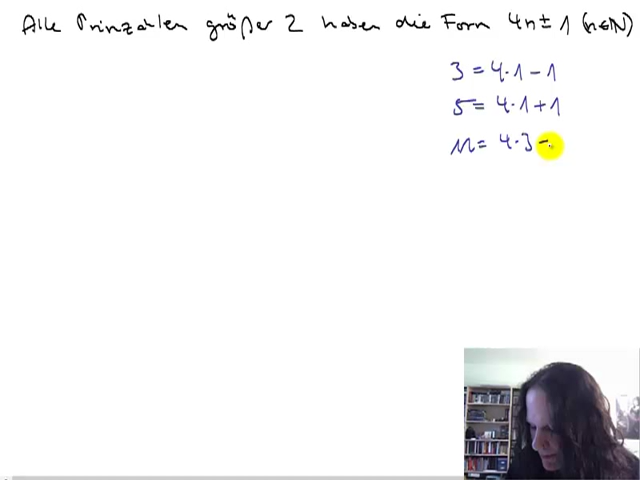 Alle Primzahlen größer 2 haben die Form 4n ± 1 (n∈ℕ)
3 = 4·1 − 1
5 = 4·1 + 1
11 = 4·3 −